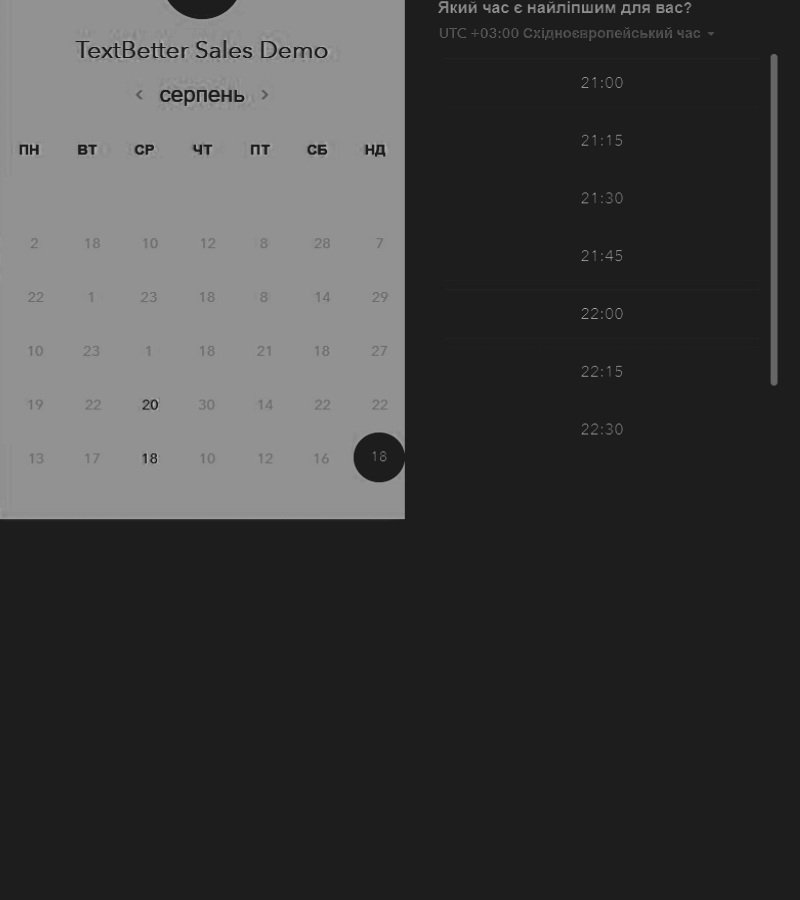 TextBetter Sales Demo
серпень
ПН ВТ СР ЧТ ПТ СБ НД
2 18 10 12 8 28 7
22 1 23 18 8 14 29
10 23 1 18 21 18 27
19 22 20 30 14 22 22
13 17 18 10 12 16 18
Який час є найліпшим для вас?
UTC +03:00 Східноєвропейський час
21:00
21:15
21:30
21:45
22:00
22:15
22:30